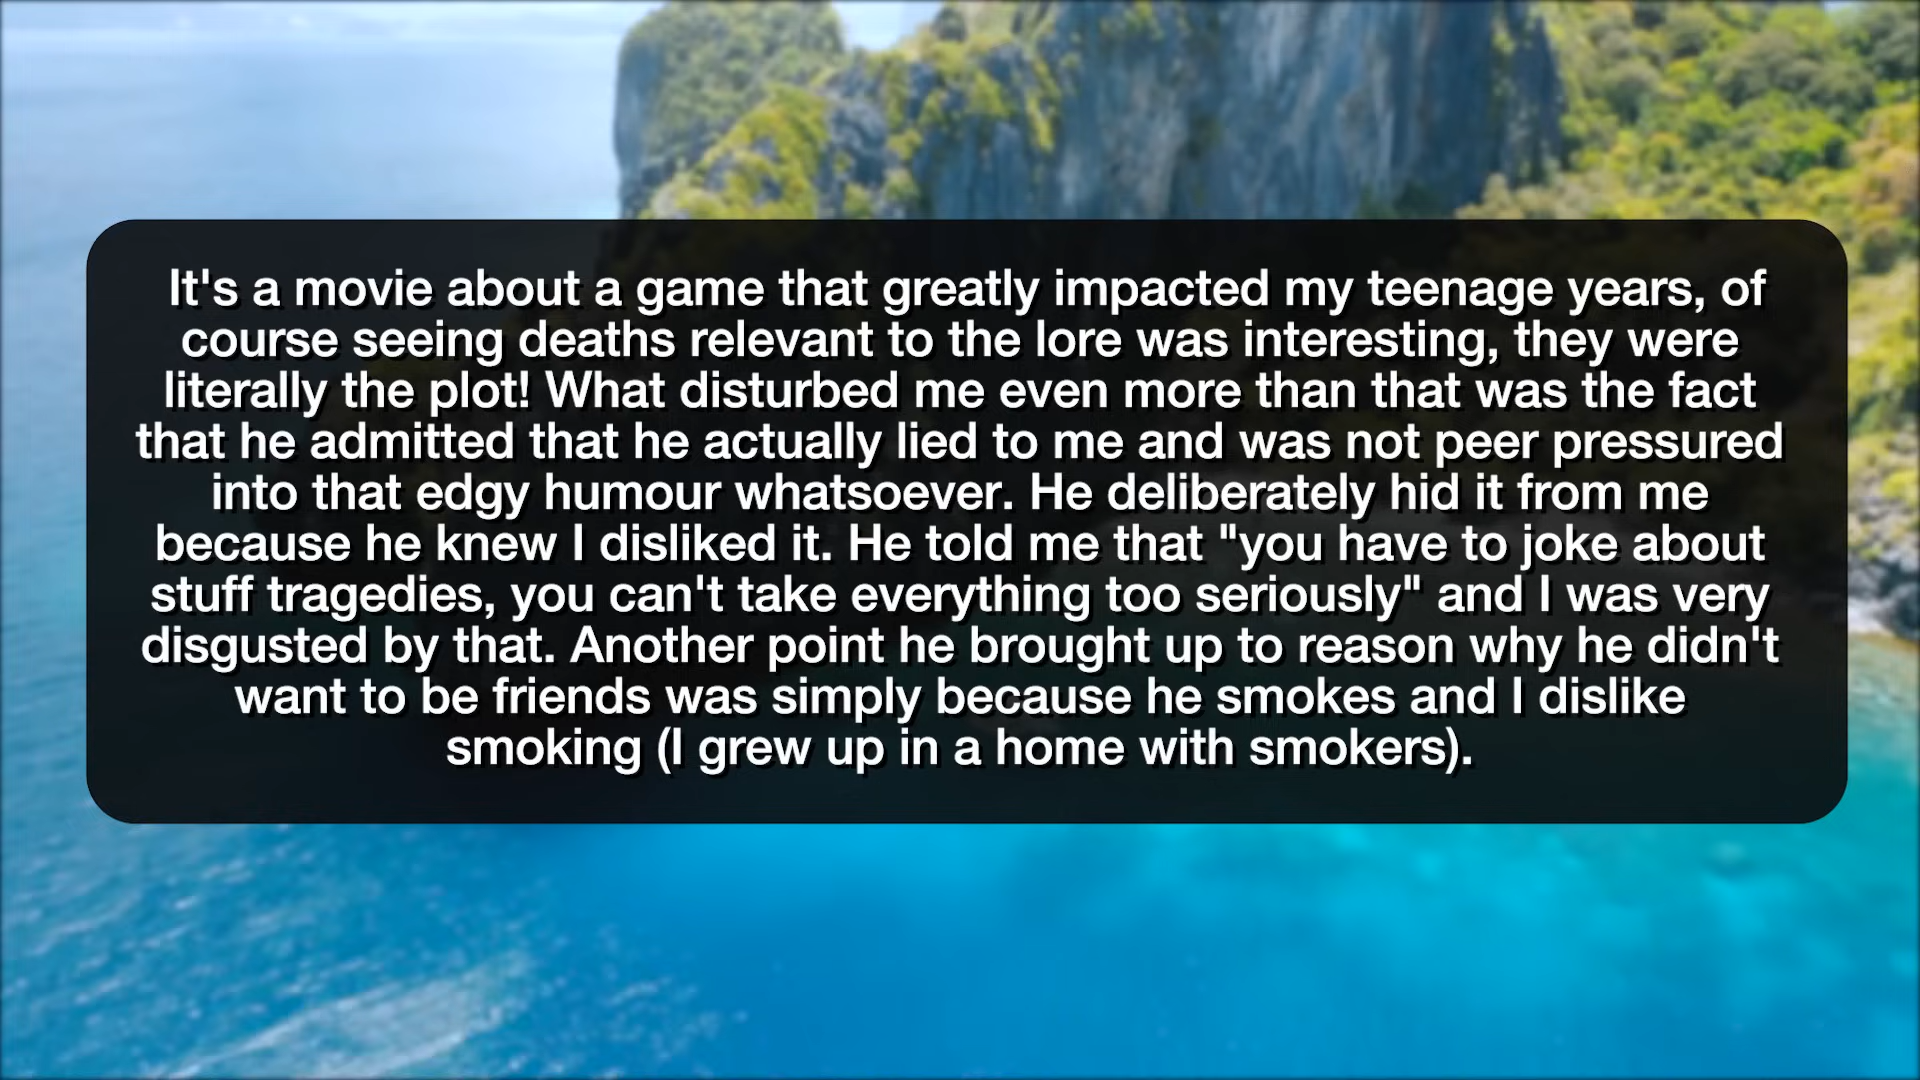 It's a movie about a game that greatly impacted my teenage years, of
course seeing deaths relevant to the lore was interesting, they were
literally the plot! What disturbed me even more than that was the fact
that he admitted that he actually lied to me and was not peer pressured
into that edgy humour whatsoever. He deliberately hid it from me
because he knew I disliked it. He told me that "you have to joke about
stuff tragedies, you can't take everything too seriously" and I was very
disgusted by that. Another point he brought up to reason why he didn't
want to be friends was simply because he smokes and I dislike
smoking (I grew up in a home with smokers).